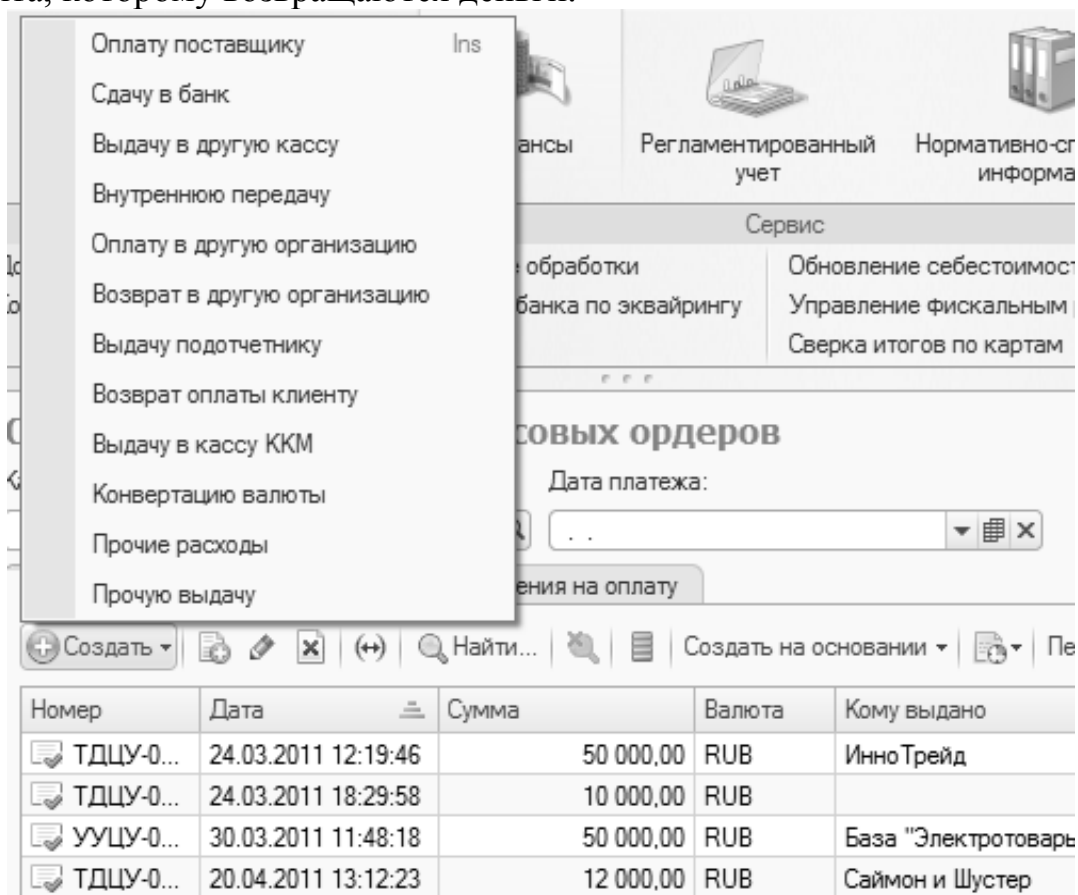 которому возвращаются деньги.
Оплату поставщику Ins
Сдачу в банк
Выдачу в другую кассу
Внутреннюю передачу
Оплату в другую организацию
Возврат в другую организацию
Выдачу подотчетнику
Возврат оплаты клиенту
Выдачу в кассу ККМ
Конвертацию валюты
Прочие расходы
Прочую выдачу
Регламентированный
учет
Сервис
обработки
банка по эквайрингу
Обновление
Управление фискальным
Сверка итогов по картам
ордеров
Дата платежа:
. .
на оплату
Создать Найти... Создать на основании
Номер Дата Сумма Валюта Кому выдано
ТДЦУ-0... 24.03.2011 12:19:46 50 000,00 RUB ИнноТрейд
ТДЦУ-0... 24.03.2011 18:29:58 10 000,00 RUB
УУЦУ-0... 30.03.2011 11:48:18 50 000,00 RUB База
ТДЦУ-0... 20.04.2011 13:12:23 12 000,00 RUB Саймон и Шустер